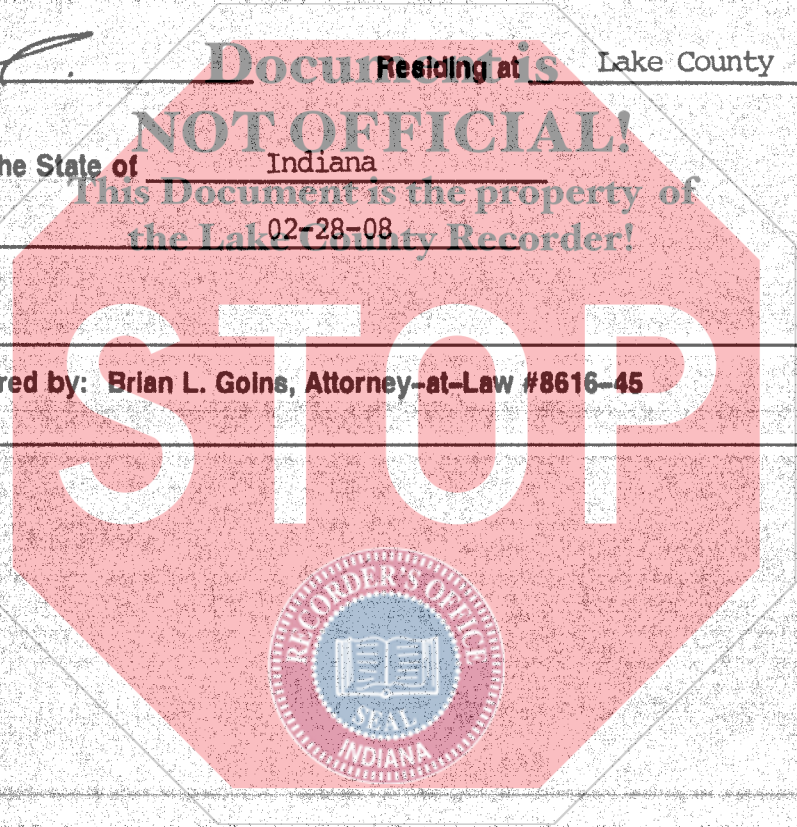 Document is
Residing at Lake County
NOT OFFICIAL!
he State of Indiana
This Document is the property of
02-28-08
the Lake County Recorder!
STOP
red by: Brian L. Goins, Attorney-at-Law #8616-45
RECORDER'S OFFICE
SEAL
INDIANA